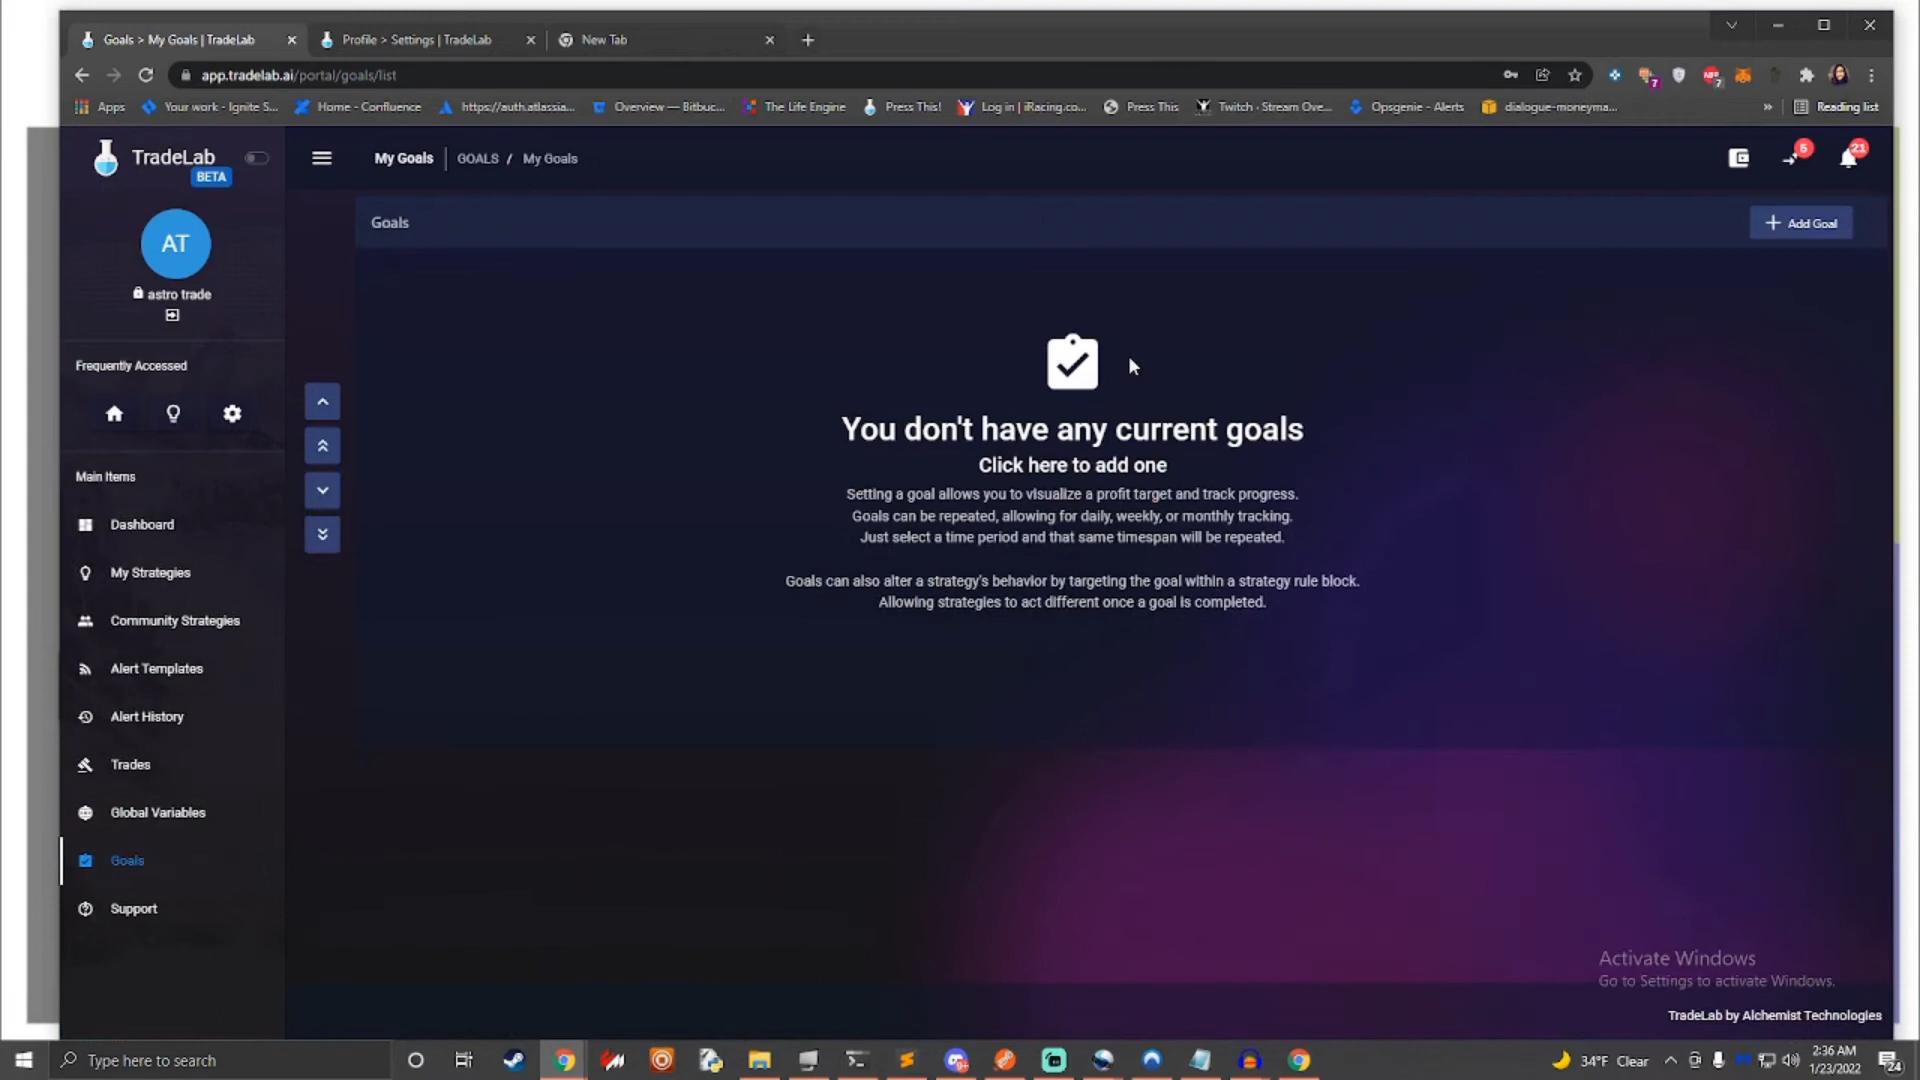 Goals > My Goals | TradeLab
Profile > Settings | TradeLab
New Tab
app.tradelab.ai/portal/goals/list
7
7
Apps
Your work - Ignite S...
Home - Confluence
https://auth.atlassia...
Overview — Bitbuc...
The Life Engine
Press This!
Log in | iRacing.co...
Press This
Twitch - Stream Ove...
Opsgenie - Alerts
dialogue-moneyma...
»
Reading list
TradeLab
BETA
My Goals
GOALS / My Goals
6
21
AT
astro trade
Frequently Accessed
Main Items
Dashboard
My Strategies
Community Strategies
Alert Templates
Alert History
Trades
Global Variables
Goals
Support
Goals
+ Add Goal
You don't have any current goals
Click here to add one
Setting a goal allows you to visualize a profit target and track progress.
Goals can be repeated, allowing for daily, weekly, or monthly tracking.
Just select a time period and that same timespan will be repeated.
Goals can also alter a strategy's behavior by targeting the goal within a strategy rule block.
Allowing strategies to act different once a goal is completed.
Activate Windows
Go to Settings to activate Windows.
TradeLab by Alchemist Technologies
Type here to search
34°F Clear
2:36 AM
1/23/2022
24